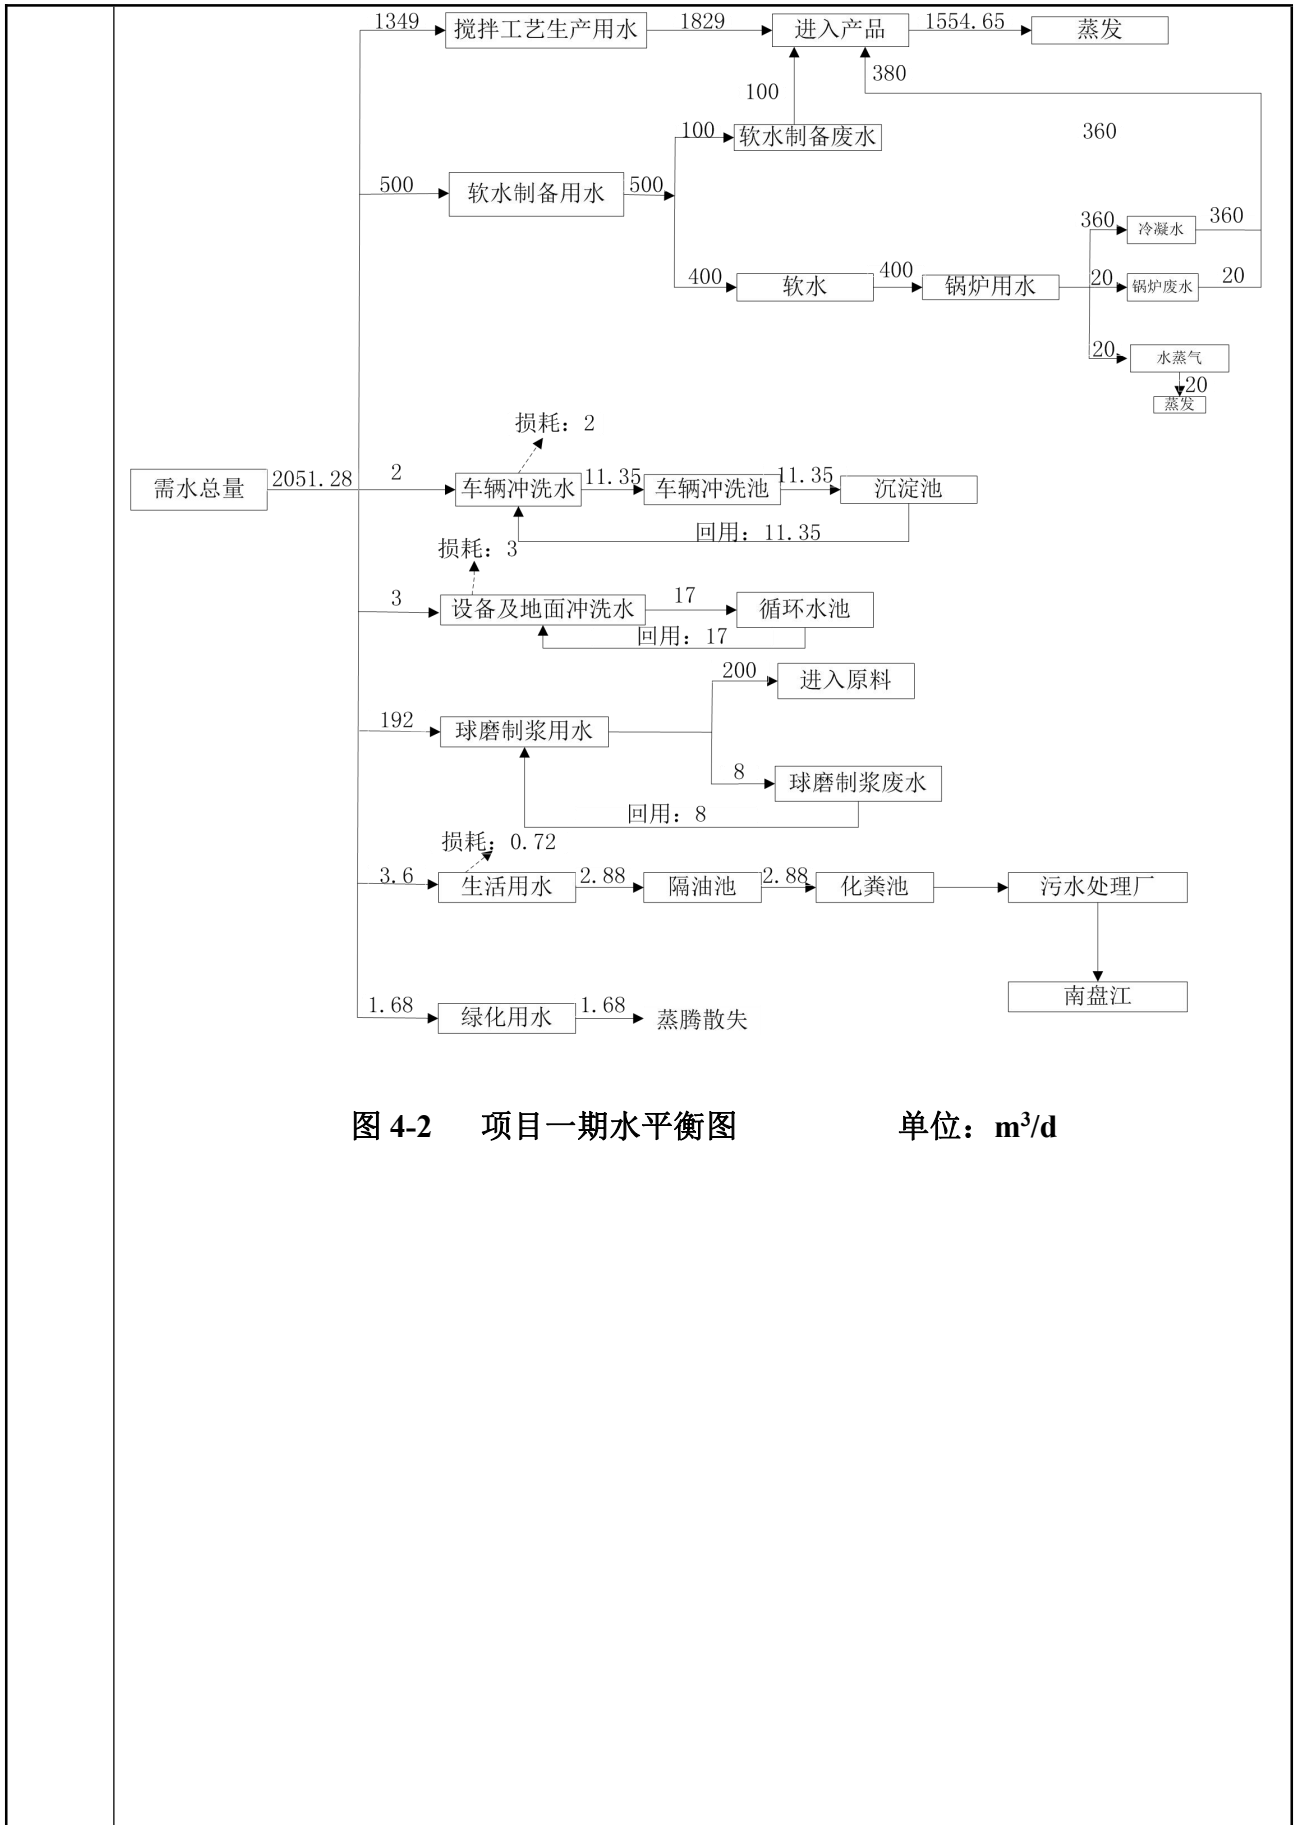 1349 搅拌工艺生产用水 1829 进入产品 1554.65 蒸发
380
100
100 软水制备废水 360
500 软水制备用水 500
360 冷凝水 360
400 软水 400 锅炉用水 20 锅炉废水 20
20 水蒸气
20
蒸发
损耗：2
需水总量 2051.28 2 车辆冲洗水 11.35 车辆冲洗池 11.35 沉淀池
回用：11.35
损耗：3
3 设备及地面冲洗水 17 循环水池
回用：17
200 进入原料
192 球磨制浆用水
8 球磨制浆废水
回用：8
损耗：0.72
3.6 生活用水 2.88 隔油池 2.88 化粪池 污水处理厂
南盘江
1.68 绿化用水 1.68 蒸腾散失
图 4-2 项目一期水平衡图 单位：m³/d